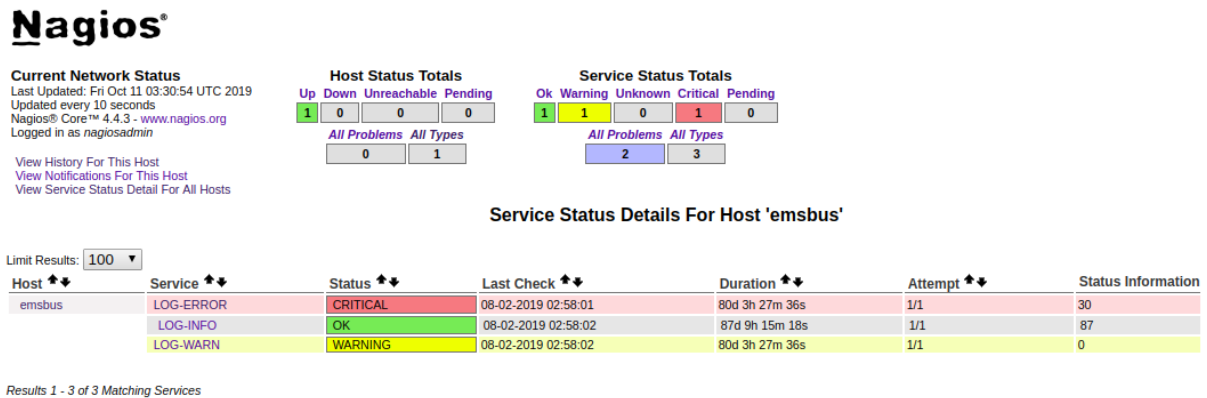 Nagios®
Current Network Status
Last Updated: Fri Oct 11 03:30:54 UTC 2019
Updated every 10 seconds
Nagios® Core™ 4.4.3 - www.nagios.org
Logged in as nagiosadmin
View History For This Host
View Notifications For This Host
View Service Status Detail For All Hosts
Host Status Totals
Up Down Unreachable Pending
1 0 0 0
All Problems All Types
0 1
Service Status Totals
Ok Warning Unknown Critical Pending
1 1 0 1 0
All Problems All Types
2 3
Service Status Details For Host 'emsbus'
Limit Results: 100
Host Service Status Last Check Duration Attempt Status Information
emsbus LOG-ERROR CRITICAL 08-02-2019 02:58:01 80d 3h 27m 36s 1/1 30
LOG-INFO OK 08-02-2019 02:58:02 87d 9h 15m 18s 1/1 87
LOG-WARN WARNING 08-02-2019 02:58:02 80d 3h 27m 36s 1/1 0
Results 1 - 3 of 3 Matching Services